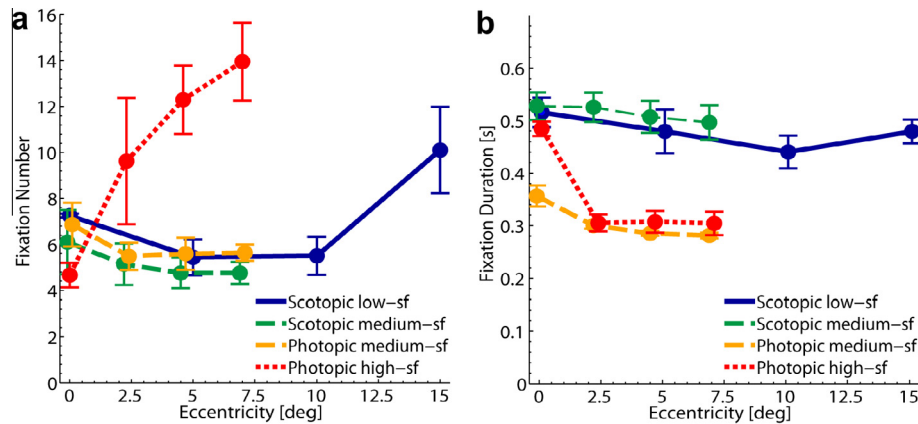 a
16
14
12
10
8
6
4
2
0
Fixation Number
0 2.5 5 7.5 10 12.5 15
Eccentricity [deg]
Scotopic low-sf
Scotopic medium-sf
Photopic medium-sf
Photopic high-sf
b
0.6
0.5
0.4
0.3
0.2
0.1
0
Fixation Duration [s]
0 2.5 5 7.5 10 12.5 15
Eccentricity [deg]
Scotopic low-sf
Scotopic medium-sf
Photopic medium-sf
Photopic high-sf